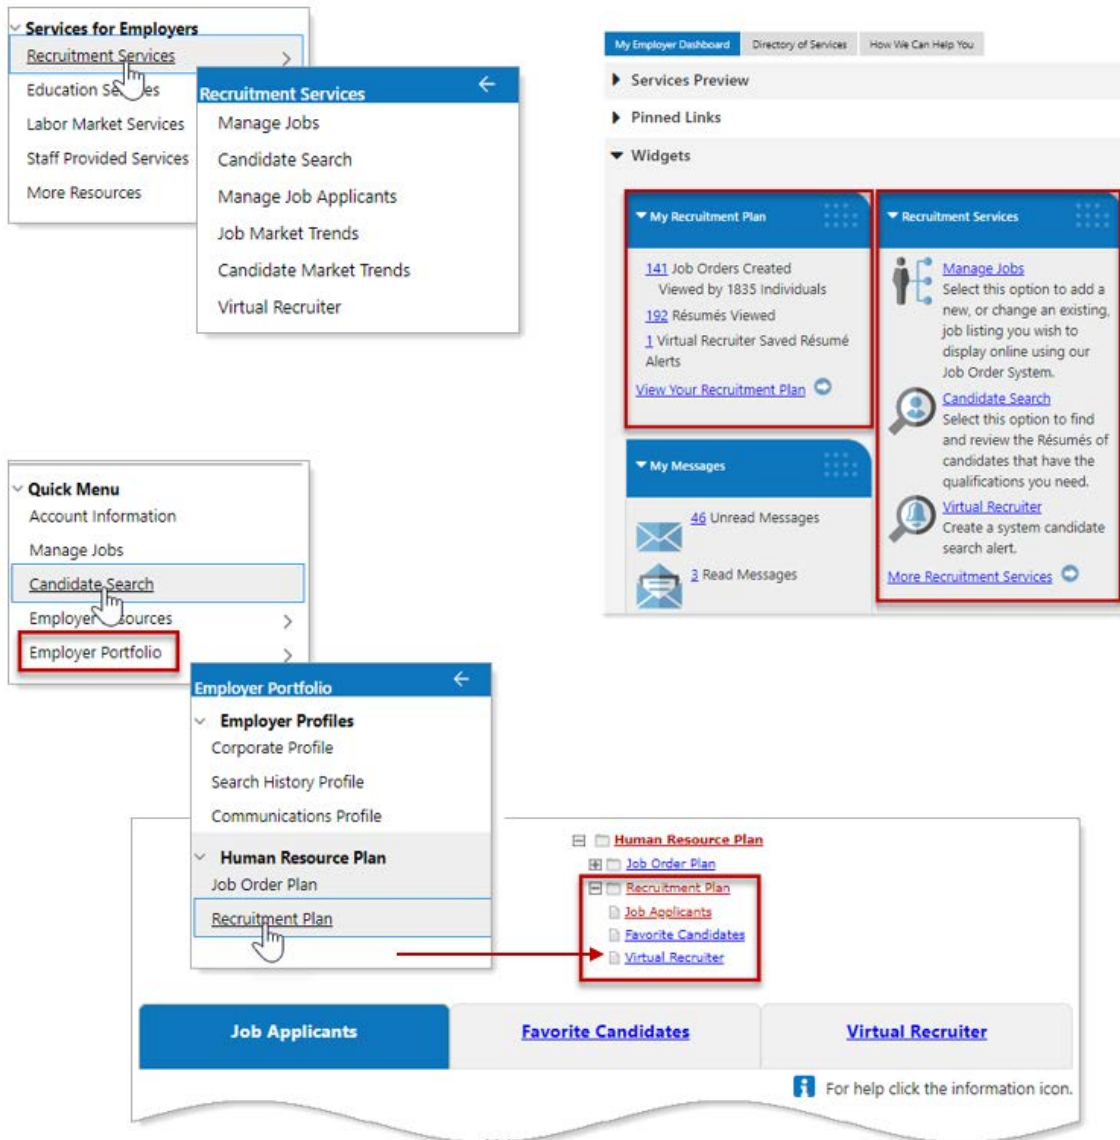 Services for Employers
Recruitment Services
Education Services
Labor Market Services
Staff Provided Services
More Resources
Recruitment Services
Manage Jobs
Candidate Search
Manage Job Applicants
Job Market Trends
Candidate Market Trends
Virtual Recruiter
My Employer Dashboard
Directory of Services
How We Can Help You
Services Preview
Pinned Links
Widgets
My Recruitment Plan
141 Job Orders Created
Viewed by 1835 Individuals
192 Résumés Viewed
1 Virtual Recruiter Saved Résumé
Alerts
View Your Recruitment Plan
My Messages
46 Unread Messages
3 Read Messages
Recruitment Services
Manage Jobs
Select this option to add a
new, or change an existing,
job listing you wish to
display online using our
Job Order System.
Candidate Search
Select this option to find
and review the Résumés of
candidates that have the
qualifications you need.
Virtual Recruiter
Create a system candidate
search alert.
More Recruitment Services
Quick Menu
Account Information
Manage Jobs
Candidate Search
Employer Resources
Employer Portfolio
Employer Portfolio
Employer Profiles
Corporate Profile
Search History Profile
Communications Profile
Human Resource Plan
Job Order Plan
Recruitment Plan
Human Resource Plan
Job Order Plan
Recruitment Plan
Job Applicants
Favorite Candidates
Virtual Recruiter
Job Applicants
Favorite Candidates
Virtual Recruiter
For help click the information icon.